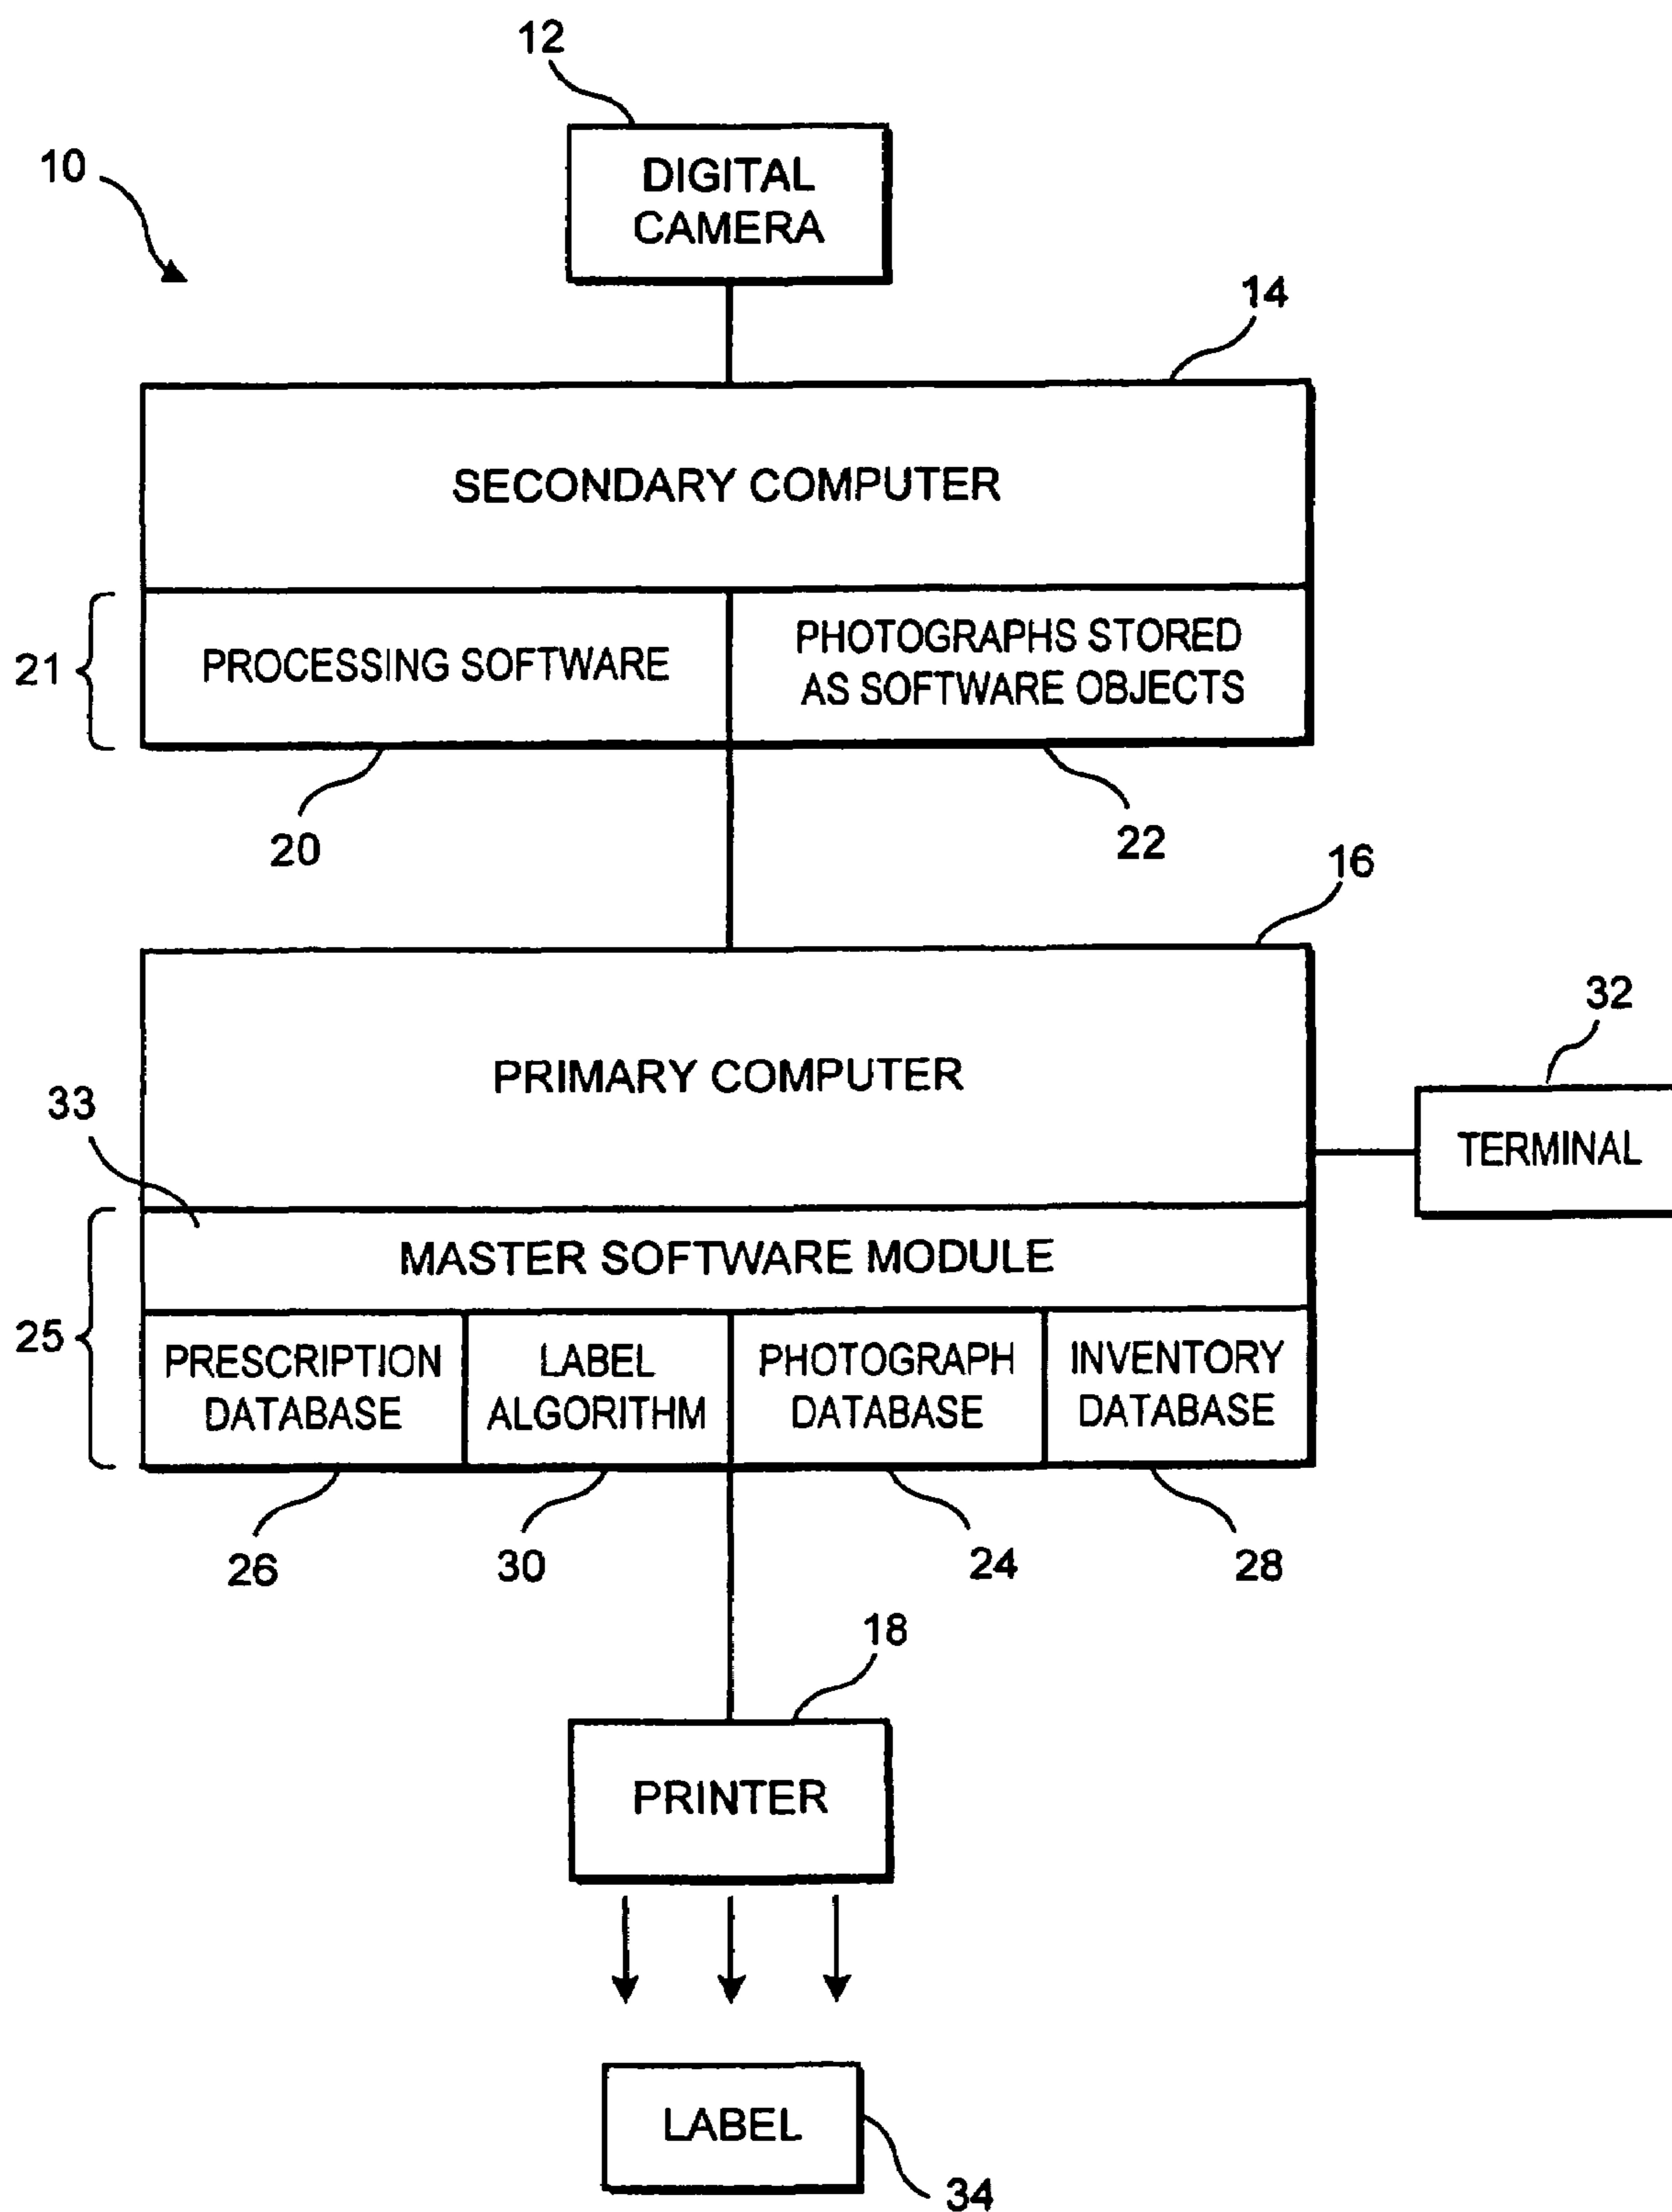 12
10
DIGITAL
CAMERA
14
SECONDARY COMPUTER
21
PROCESSING SOFTWARE
PHOTOGRAPHS STORED
AS SOFTWARE OBJECTS
20
22
16
PRIMARY COMPUTER
32
TERMINAL
33
MASTER SOFTWARE MODULE
25
PRESCRIPTION
DATABASE
LABEL
ALGORITHM
PHOTOGRAPH
DATABASE
INVENTORY
DATABASE
26
30
24
28
18
PRINTER
LABEL
34